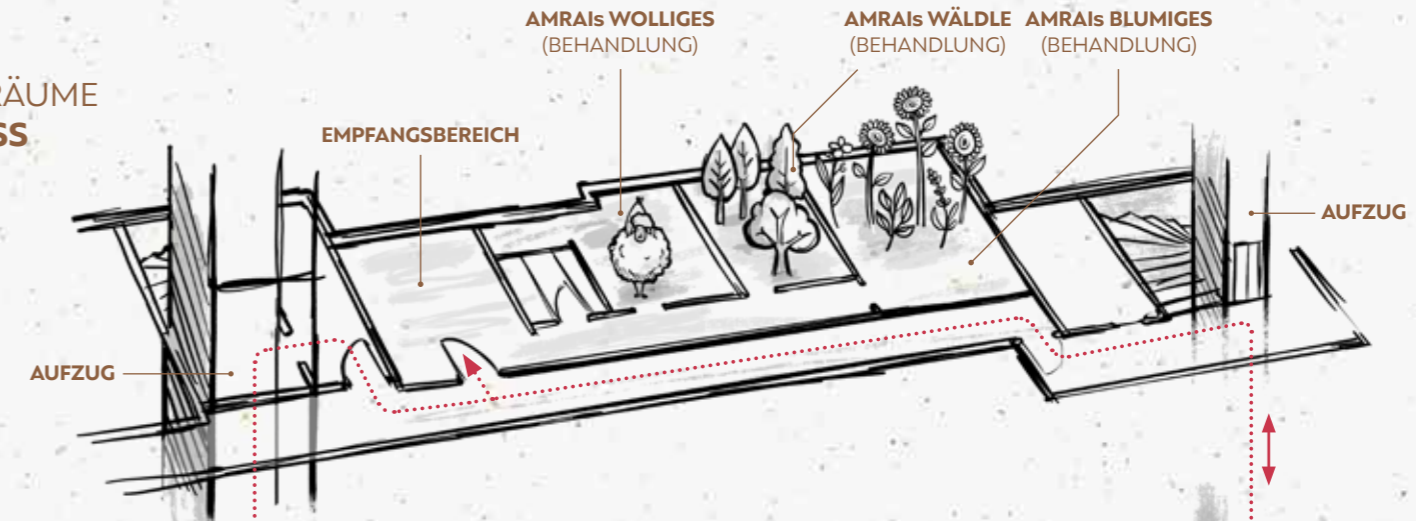 AMRAIs WOLLIGES
(BEHANDLUNG)
AMRAIs WÄLDLE
(BEHANDLUNG)
AMRAIs BLUMIGES
(BEHANDLUNG)
RÄUME
SS
EMPFANGSBEREICH
AUFZUG
AUFZUG